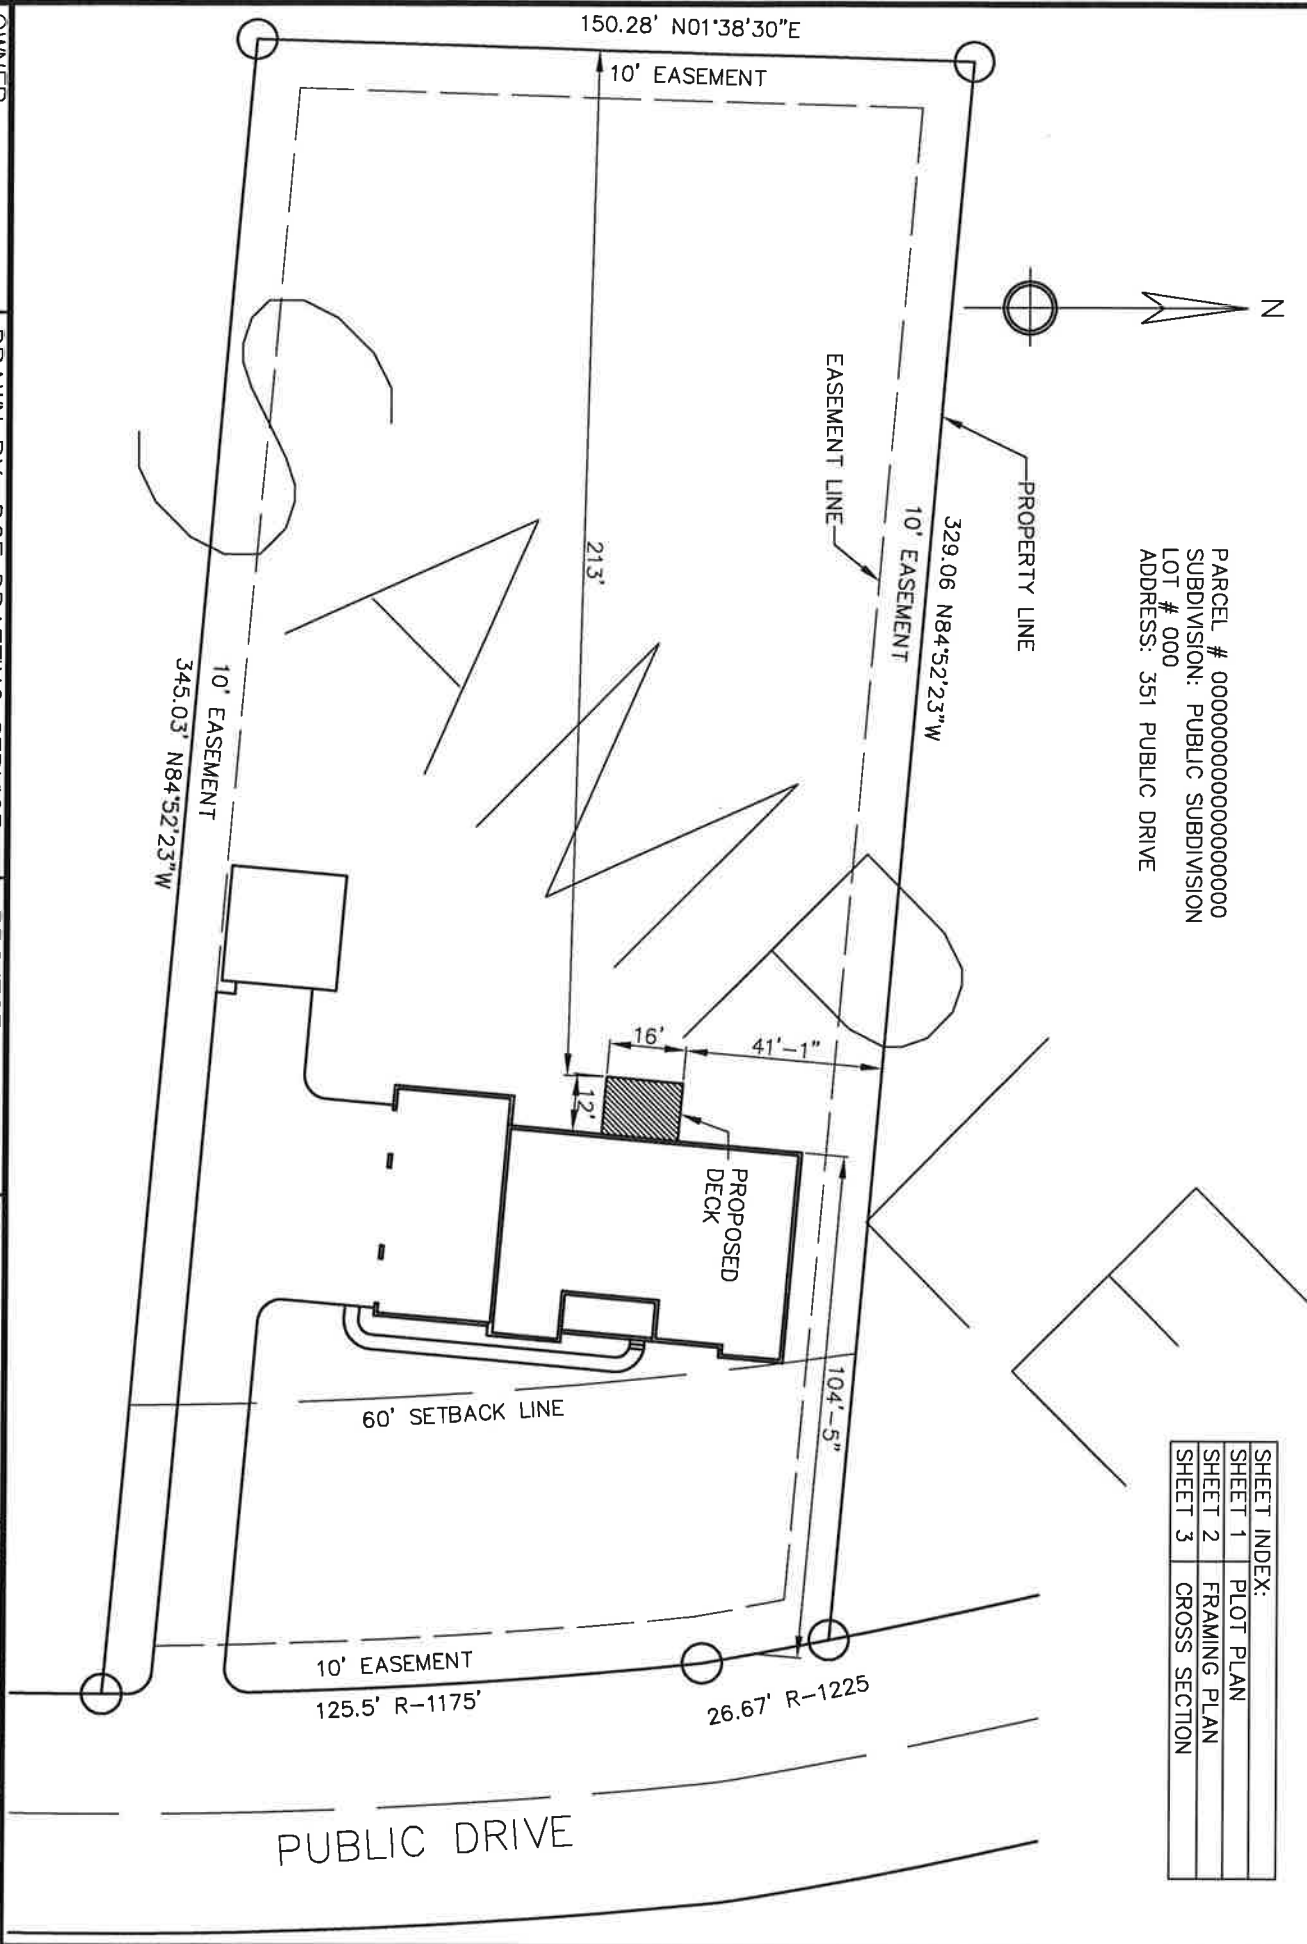 PARCEL # 0000000000000000000
SUBDIVISION: PUBLIC SUBDIVISION
LOT # 000
ADDRESS: 351 PUBLIC DRIVE
SHEET INDEX:
SHEET 1 PLOT PLAN
SHEET 2 FRAMING PLAN
SHEET 3 CROSS SECTION
N
PROPERTY LINE
329.06 N84°52'23"W
10' EASEMENT
EASEMENT LINE
150.28' N01°38'30"E
10' EASEMENT
213'
16'
41'-1"
12'
PROPOSED
DECK
104'-5"
SAMPLE
10' EASEMENT
345.03' N84°52'23"W
60' SETBACK LINE
10' EASEMENT
125.5' R-1175'
26.67' R-1225
PUBLIC DRIVE
OWNER